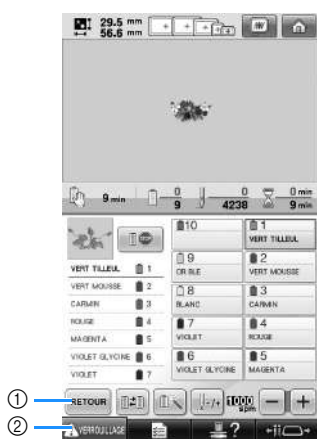 29.5 mm
56.6 mm
9 min
0
9
0
4238
0 min
9 min
10
1
VERT TILLEUL
9
OR BLE
2
VERT MOUSSE
8
BLANC
3
CARMIN
7
VIOLET
4
ROUGE
6
VIOLET GLYCINE
5
MAGENTA
VERT TILLEUL 1
VERT MOUSSE 2
CARMIN 3
ROUGE 4
MAGENTA 5
VIOLET GLYCINE 6
VIOLET 7
① RETOUR
1000
spm
− +
② VERROUILLAGE
?